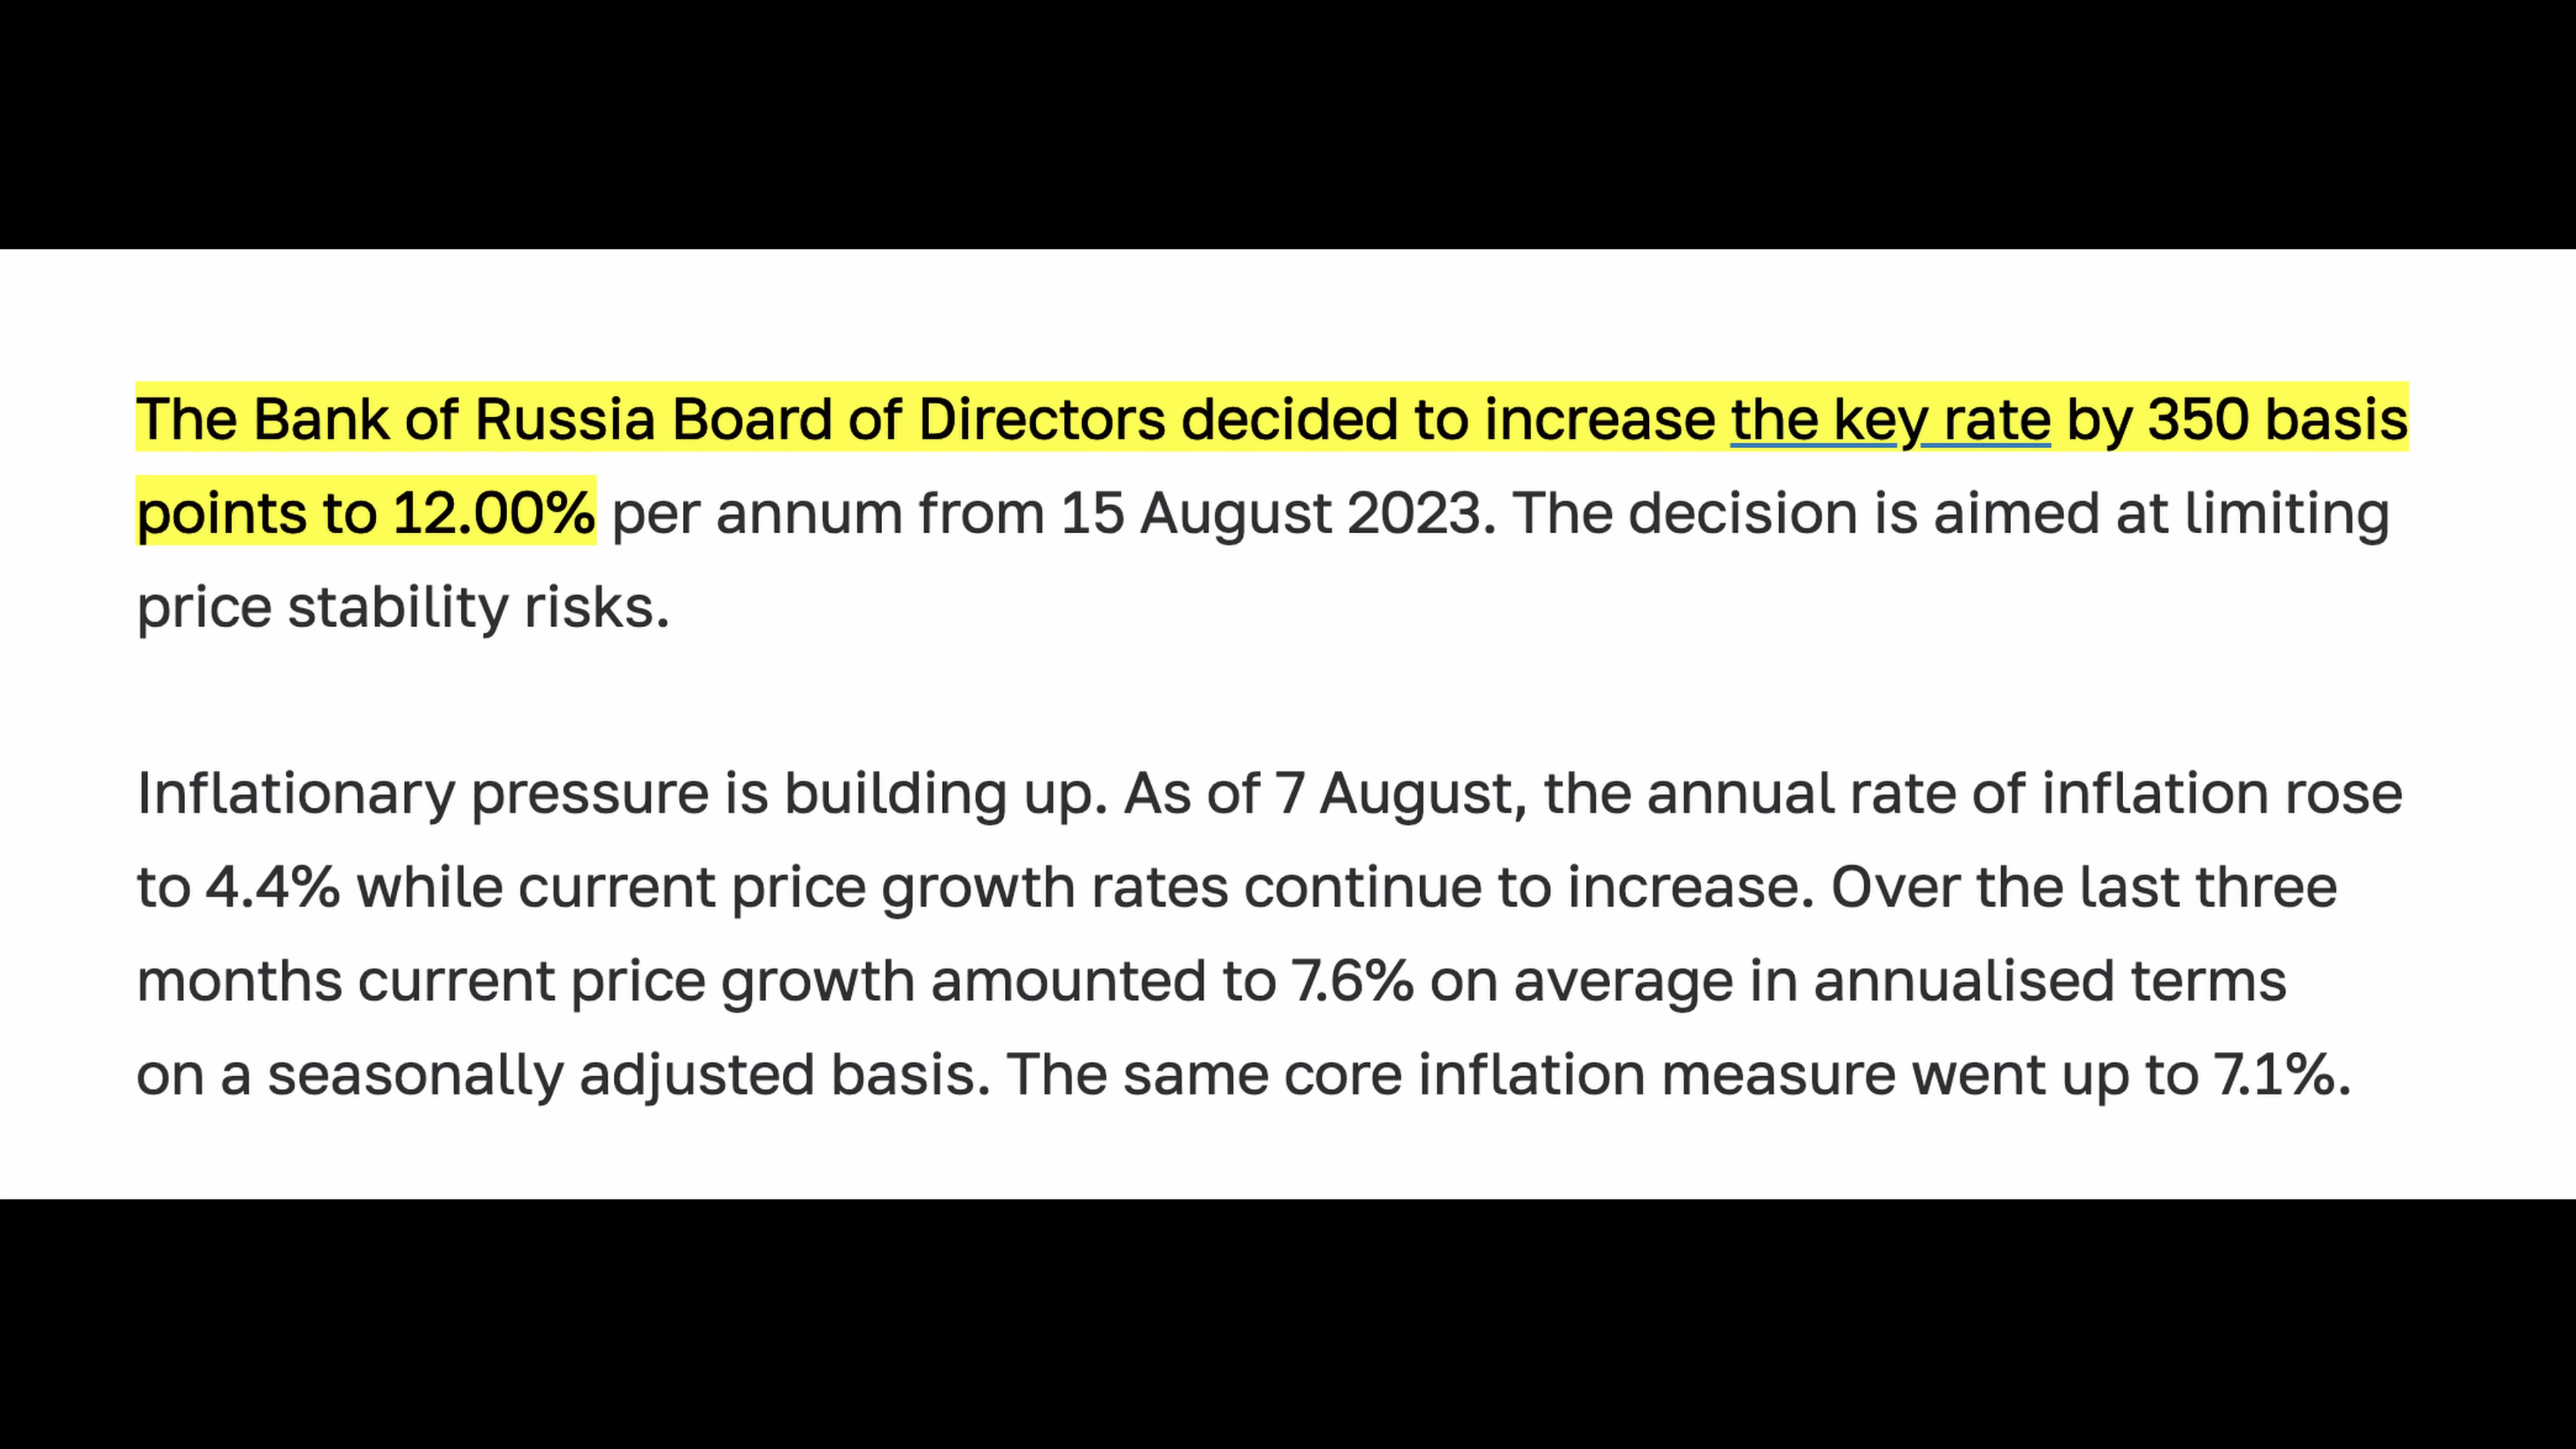 The Bank of Russia Board of Directors decided to increase the key rate by 350 basis
points to 12.00% per annum from 15 August 2023. The decision is aimed at limiting
price stability risks.
Inflationary pressure is building up. As of 7 August, the annual rate of inflation rose
to 4.4% while current price growth rates continue to increase. Over the last three
months current price growth amounted to 7.6% on average in annualised terms
on a seasonally adjusted basis. The same core inflation measure went up to 7.1%.